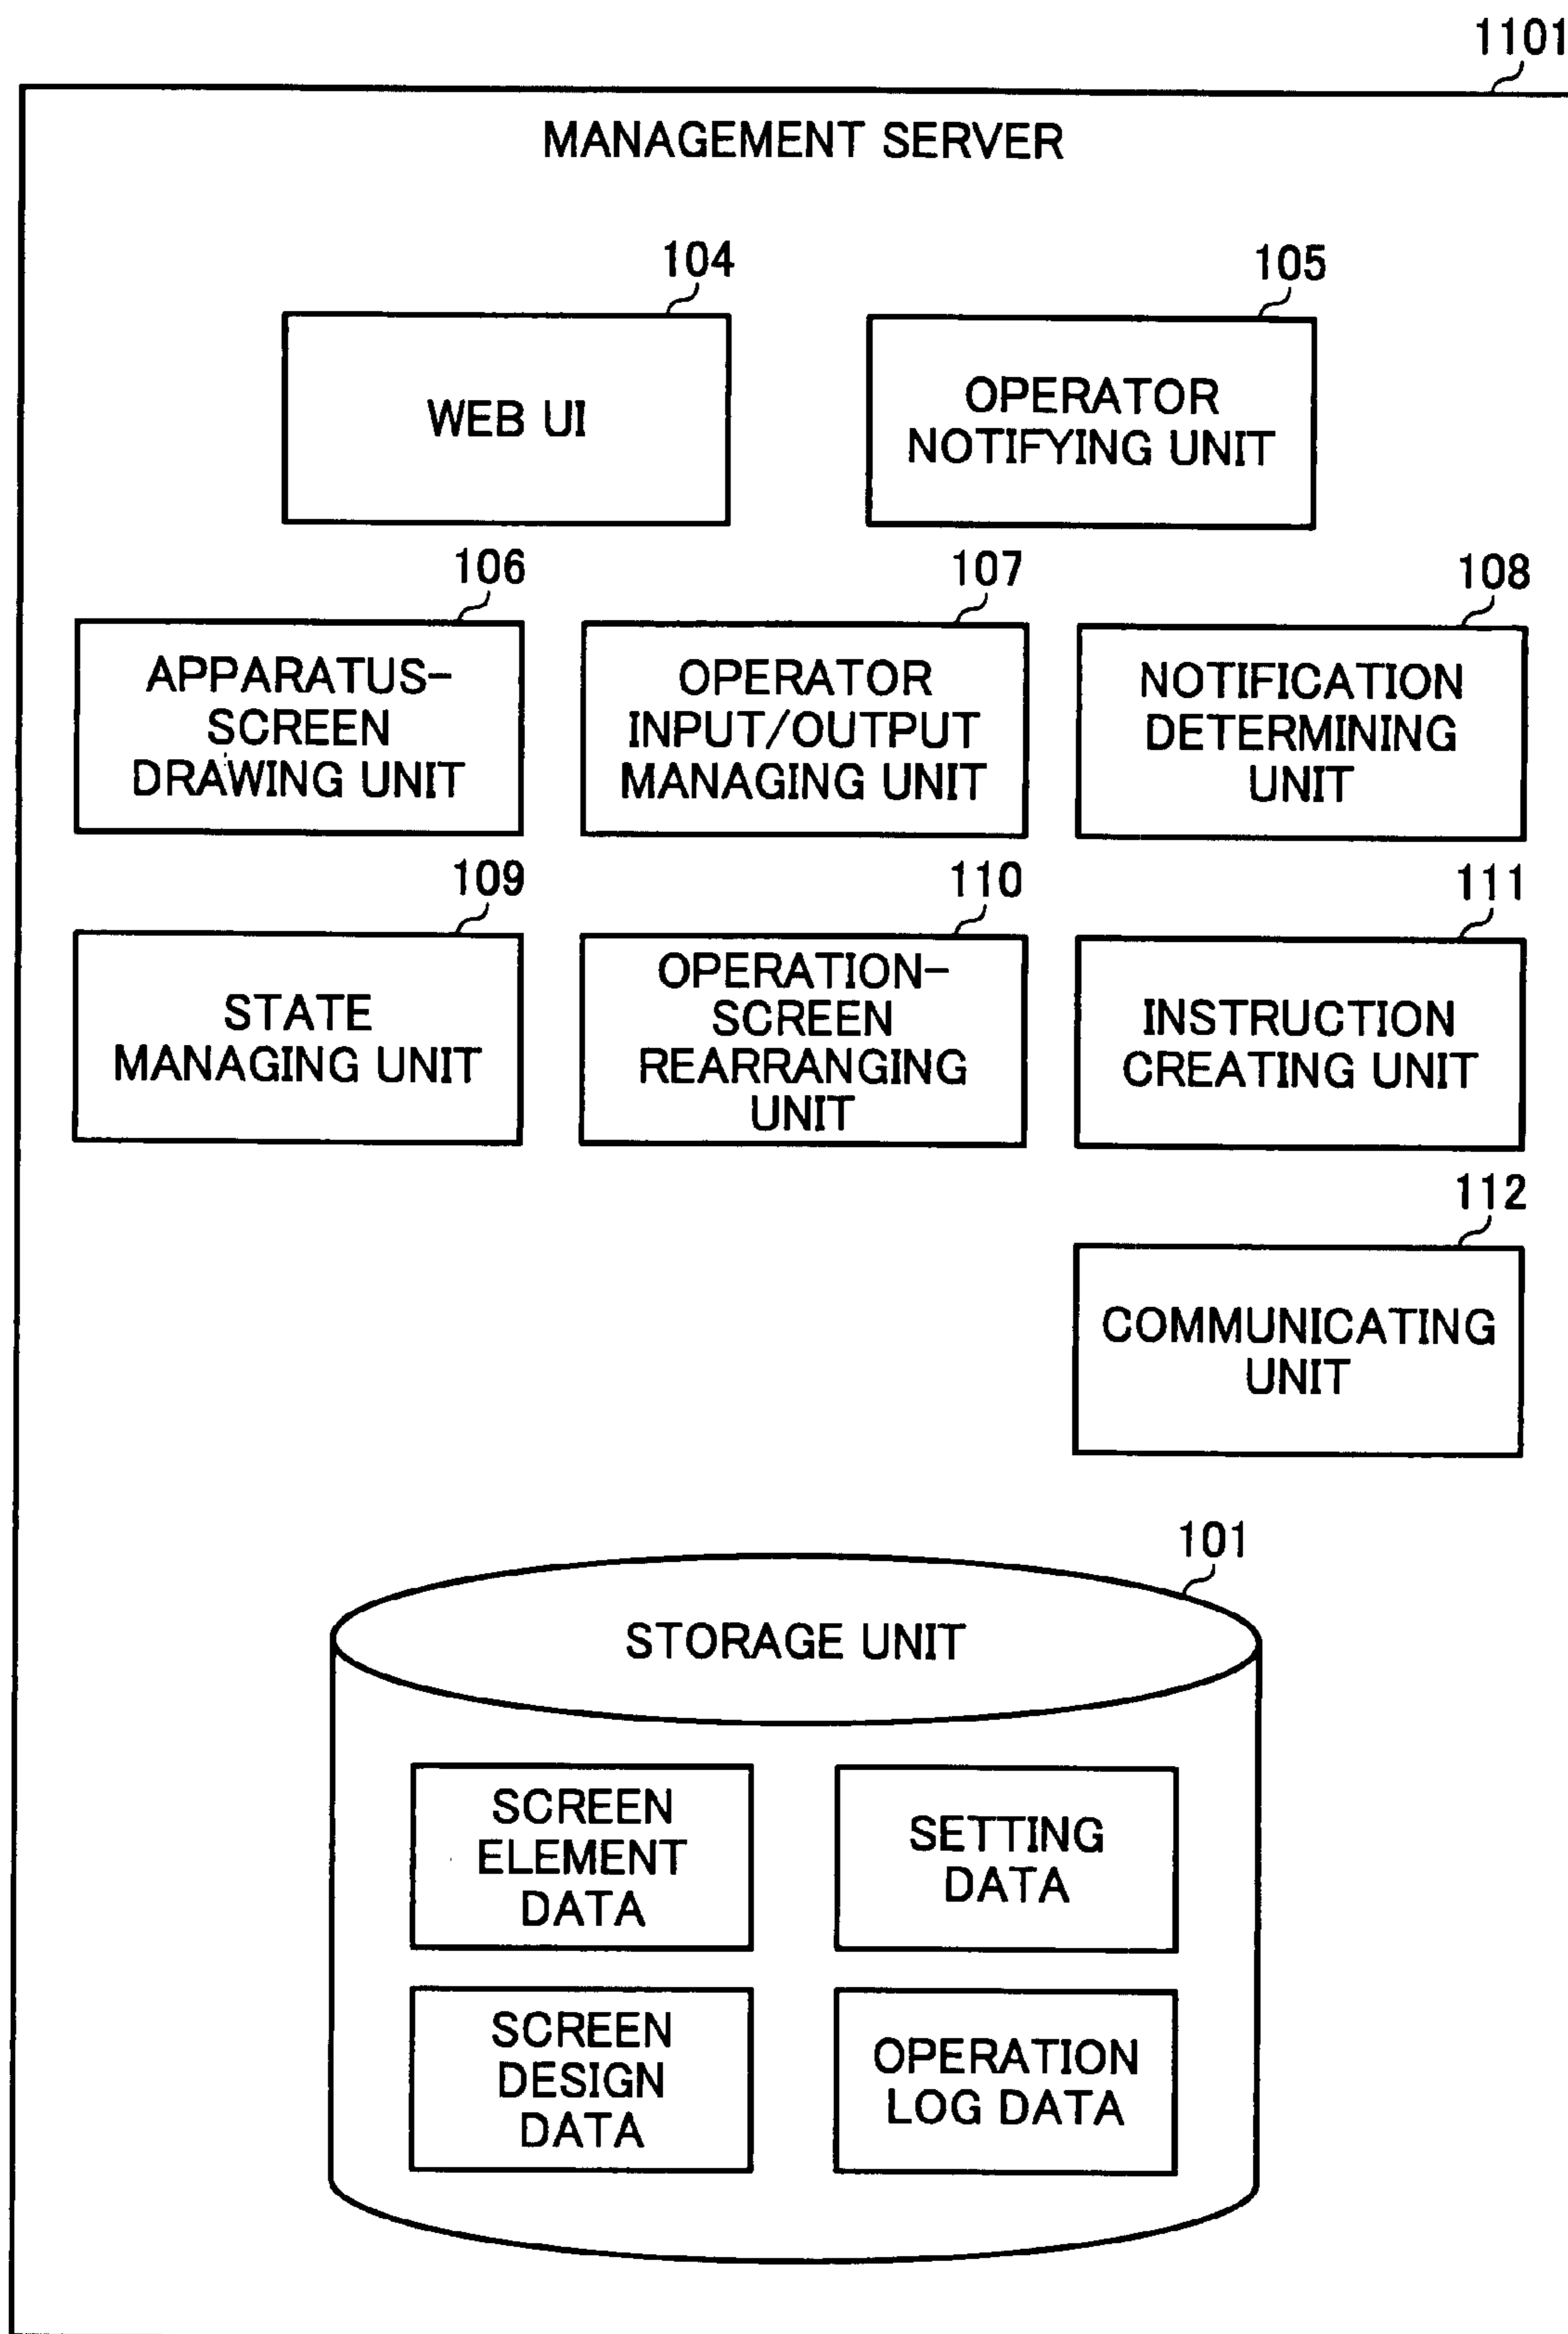 1101
MANAGEMENT SERVER
104
WEB UI
105
OPERATOR
NOTIFYING UNIT
106
APPARATUS-
SCREEN
DRAWING UNIT
107
OPERATOR
INPUT/OUTPUT
MANAGING UNIT
108
NOTIFICATION
DETERMINING
UNIT
109
STATE
MANAGING UNIT
110
OPERATION-
SCREEN
REARRANGING
UNIT
111
INSTRUCTION
CREATING UNIT
112
COMMUNICATING
UNIT
101
STORAGE UNIT
SCREEN
ELEMENT
DATA
SETTING
DATA
SCREEN
DESIGN
DATA
OPERATION
LOG DATA